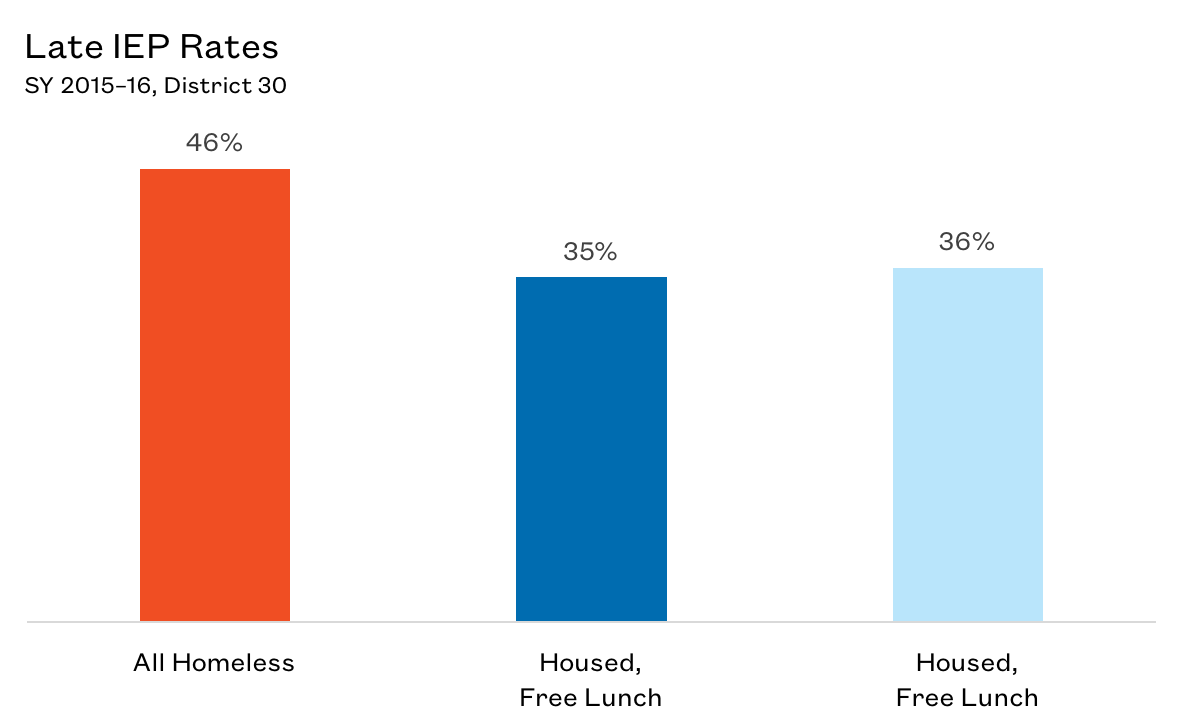 Late IEP Rates
SY 2015–16, District 30
46%
35%
36%
All Homeless
Housed,
Free Lunch
Housed,
Free Lunch